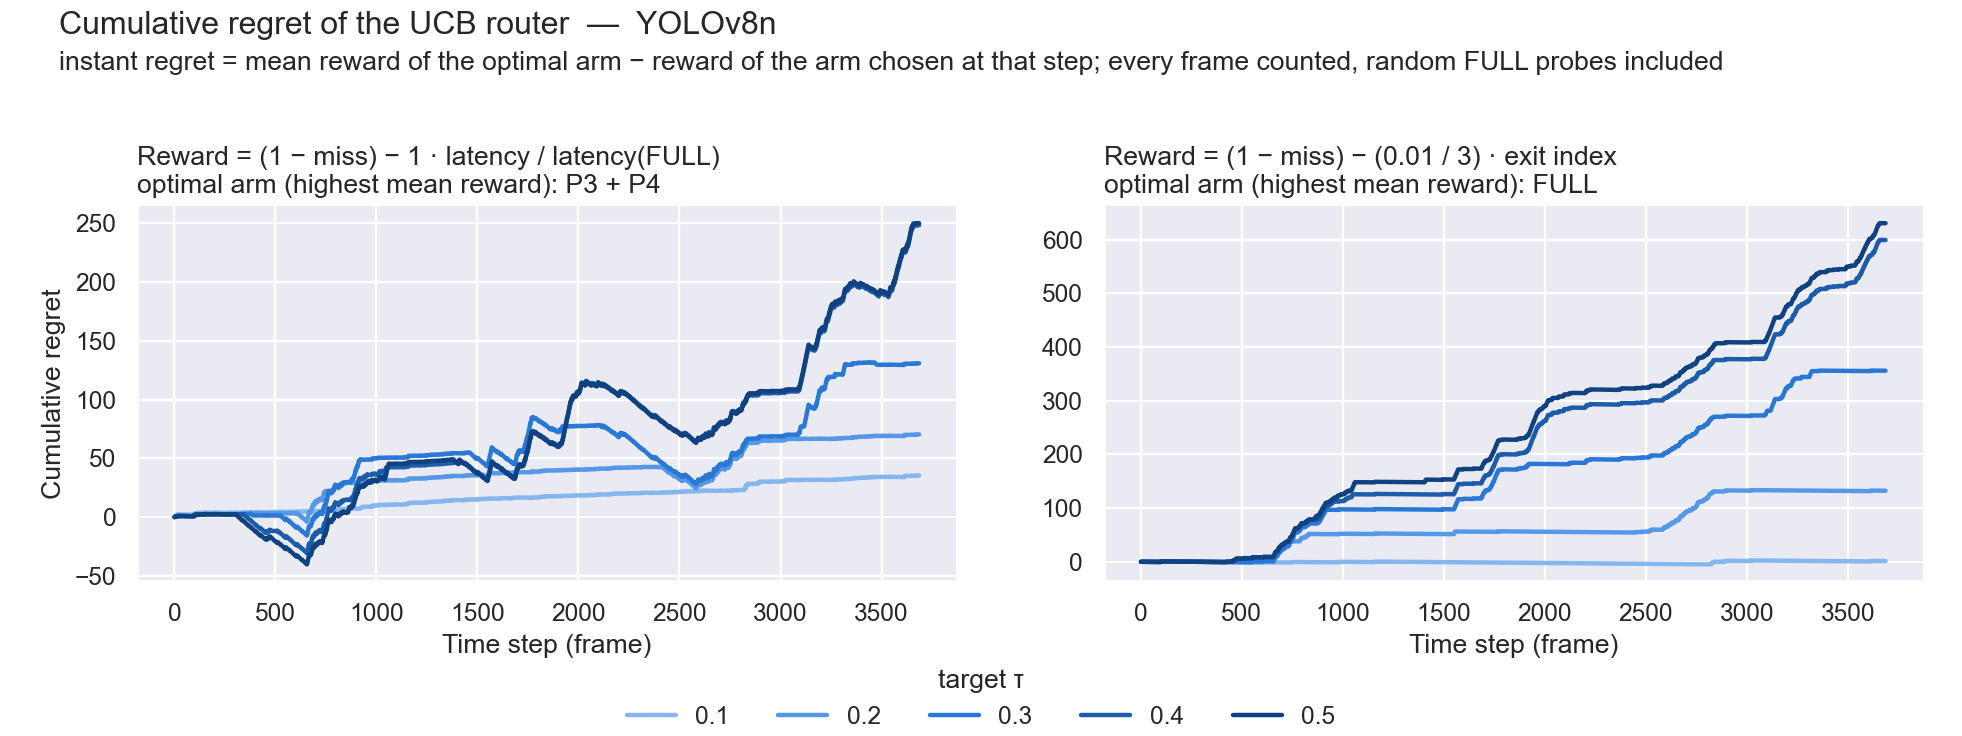 Cumulative regret of the UCB router — YOLOv8n
instant regret = mean reward of the optimal arm − reward of the arm chosen at that step; every frame counted, random FULL probes included
Reward = (1 − miss) − 1 · latency / latency(FULL)
optimal arm (highest mean reward): P3 + P4
250
200
150
100
50
0
−50
Cumulative regret
0 500 1000 1500 2000 2500 3000 3500
Time step (frame)
Reward = (1 − miss) − (0.01 / 3) · exit index
optimal arm (highest mean reward): FULL
600
500
400
300
200
100
0
0 500 1000 1500 2000 2500 3000 3500
Time step (frame)
target τ
0.1 0.2 0.3 0.4 0.5